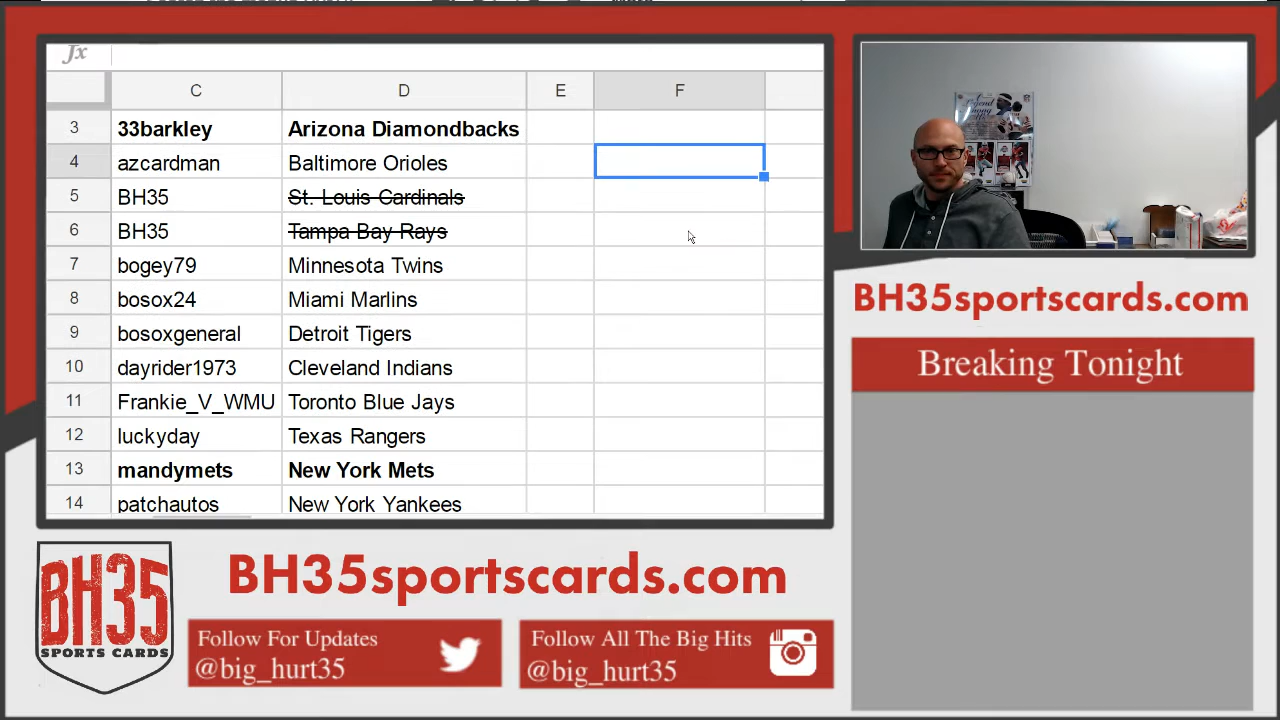 fx
C D E F
3 33barkley Arizona Diamondbacks
4 azcardman Baltimore Orioles
5 BH35 St. Louis Cardinals
6 BH35 Tampa Bay Rays
7 bogey79 Minnesota Twins
8 bosox24 Miami Marlins
9 bosoxgeneral Detroit Tigers
10 dayrider1973 Cleveland Indians
11 Frankie_V_WMU Toronto Blue Jays
12 luckyday Texas Rangers
13 mandymets New York Mets
14 patchautos New York Yankees
BH35sportscards.com
Breaking Tonight
BH35
SPORTS CARDS
BH35sportscards.com
Follow For Updates
@big_hurt35
Follow All The Big Hits
@big_hurt35